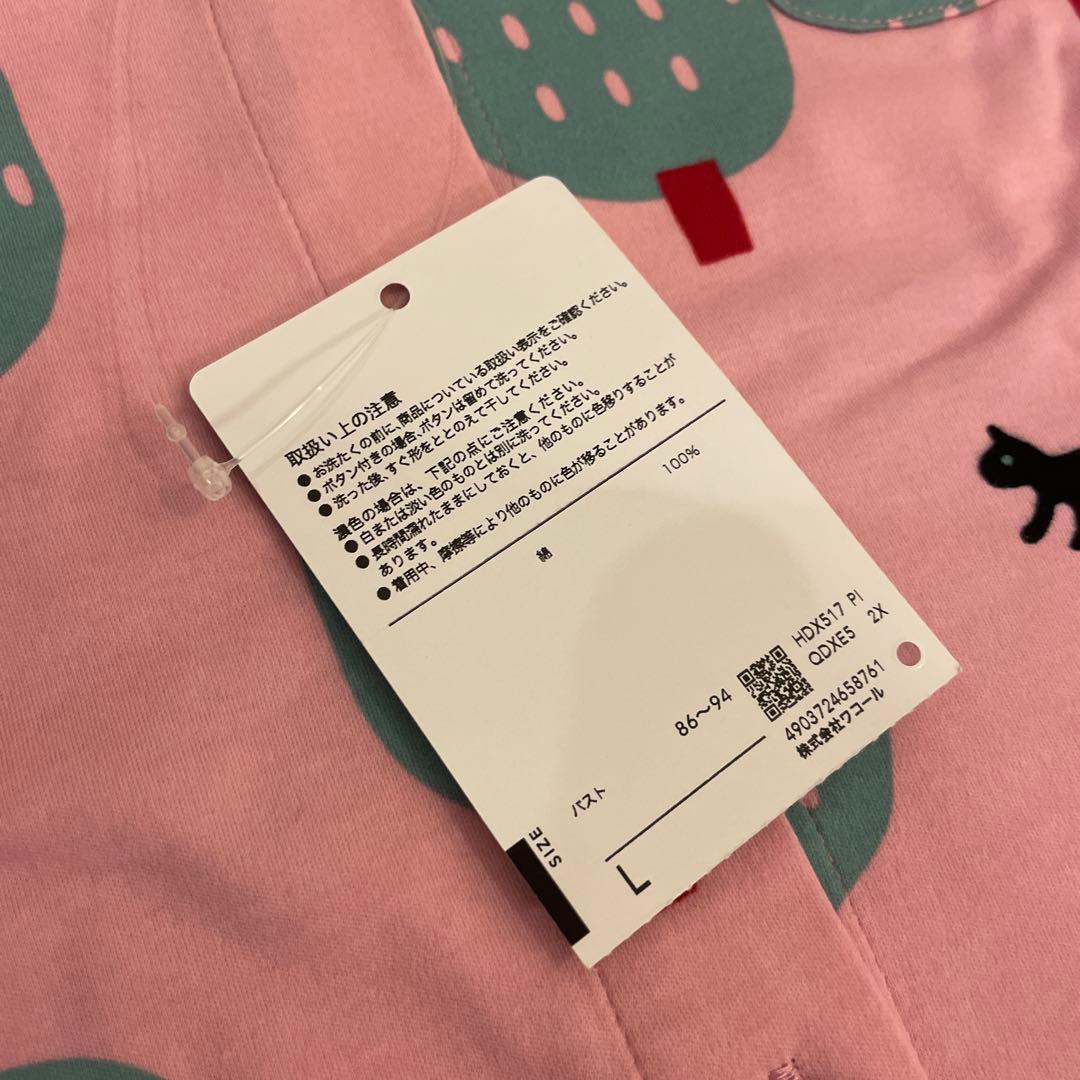 取扱い上の注意
●お洗たくの前に、商品についている取扱い表示をご確認ください。
●ボタン付きの場合、ボタンは留めて洗ってください。
●洗った後、すぐ形をととのえて干してください。
濃色の場合は、下記の点にご注意ください。
●白または淡い色のものとは別に洗ってください。
●長時間濡れたままにしておくと、他のものに色移りすることが
あります。
●着用中、摩擦等により他のものに色が移ることがあります。
綿 100%
HDX517 PI
QDXE5 2X
4903724658761
株式会社ワコール
バスト 86～94
SIZE
L